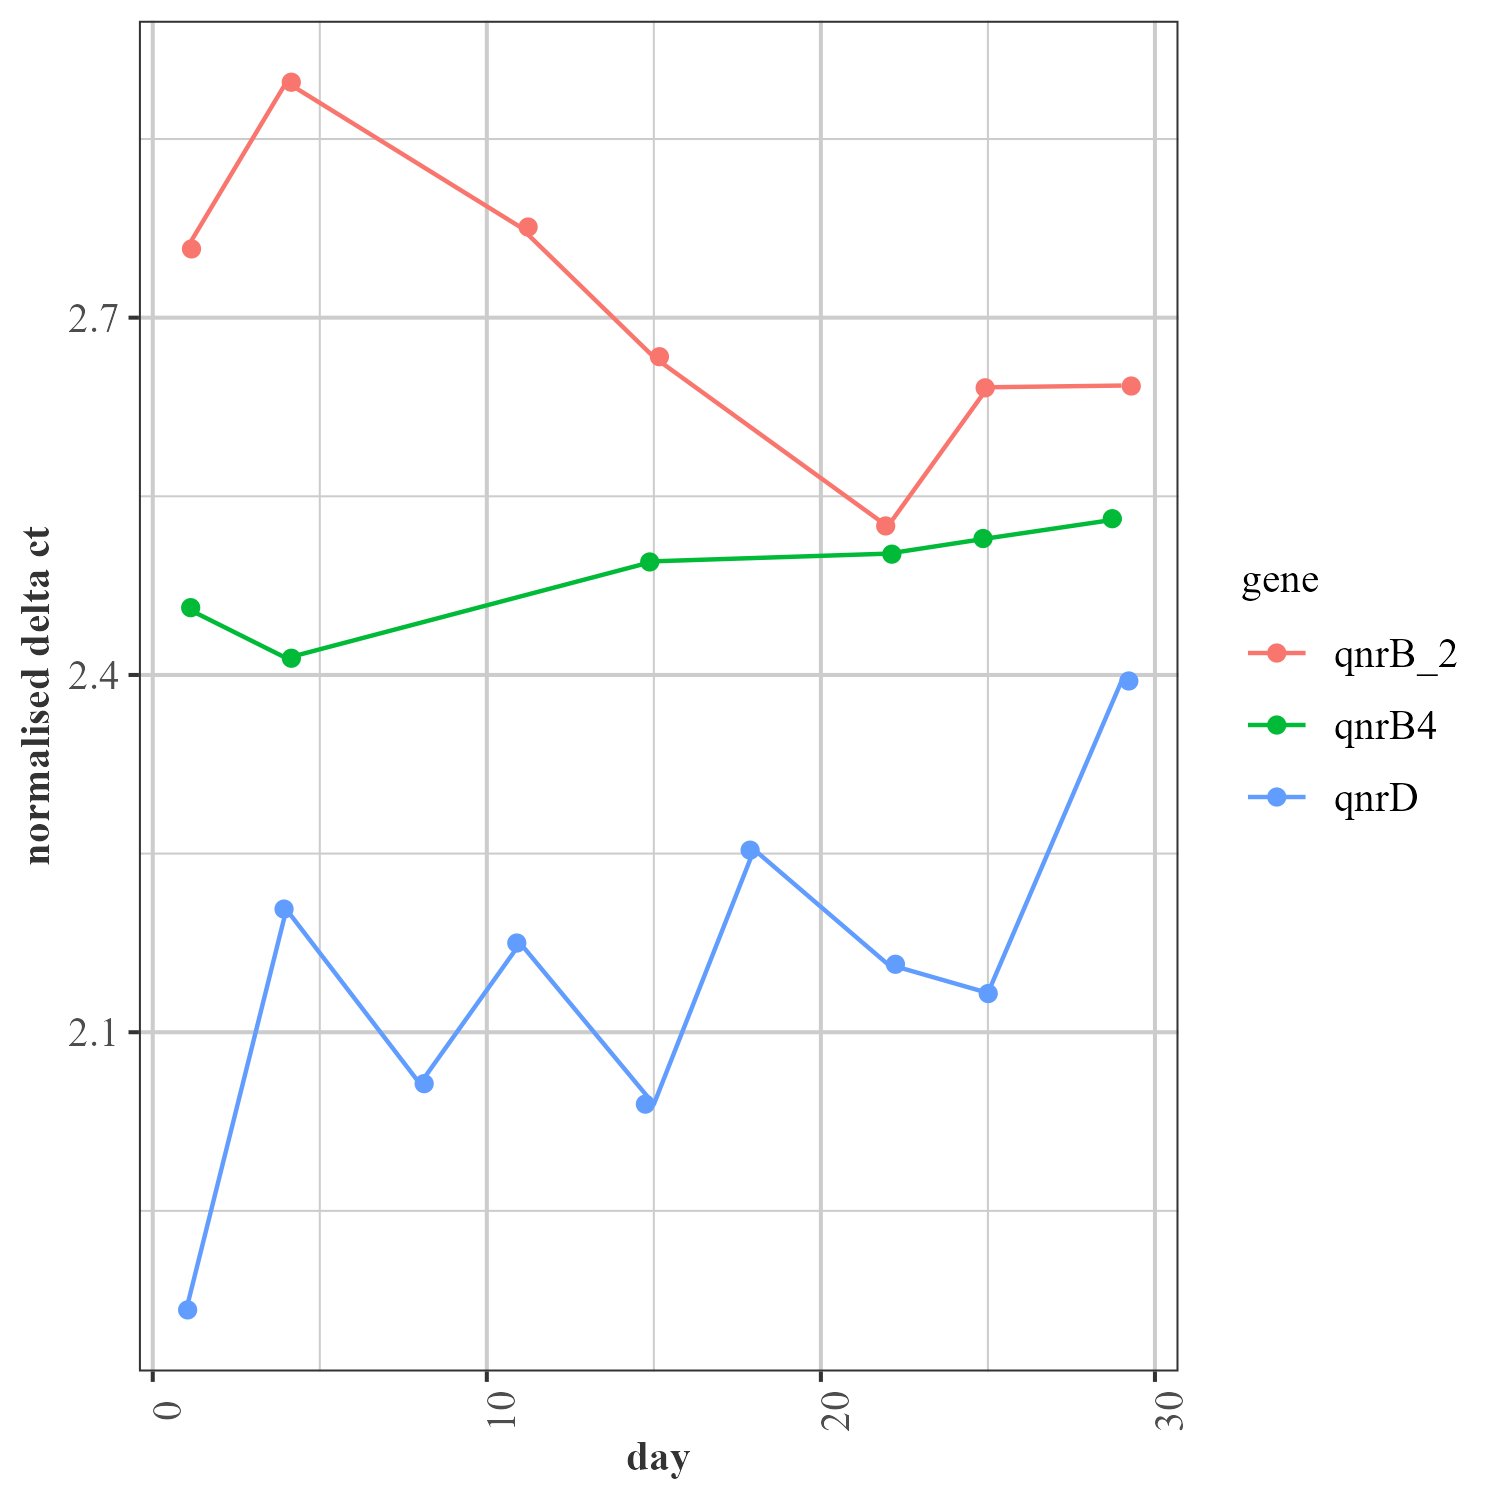 2.7
2.4
2.1
normalised delta ct
0
10
20
30
day
gene
qnrB_2
qnrB4
qnrD